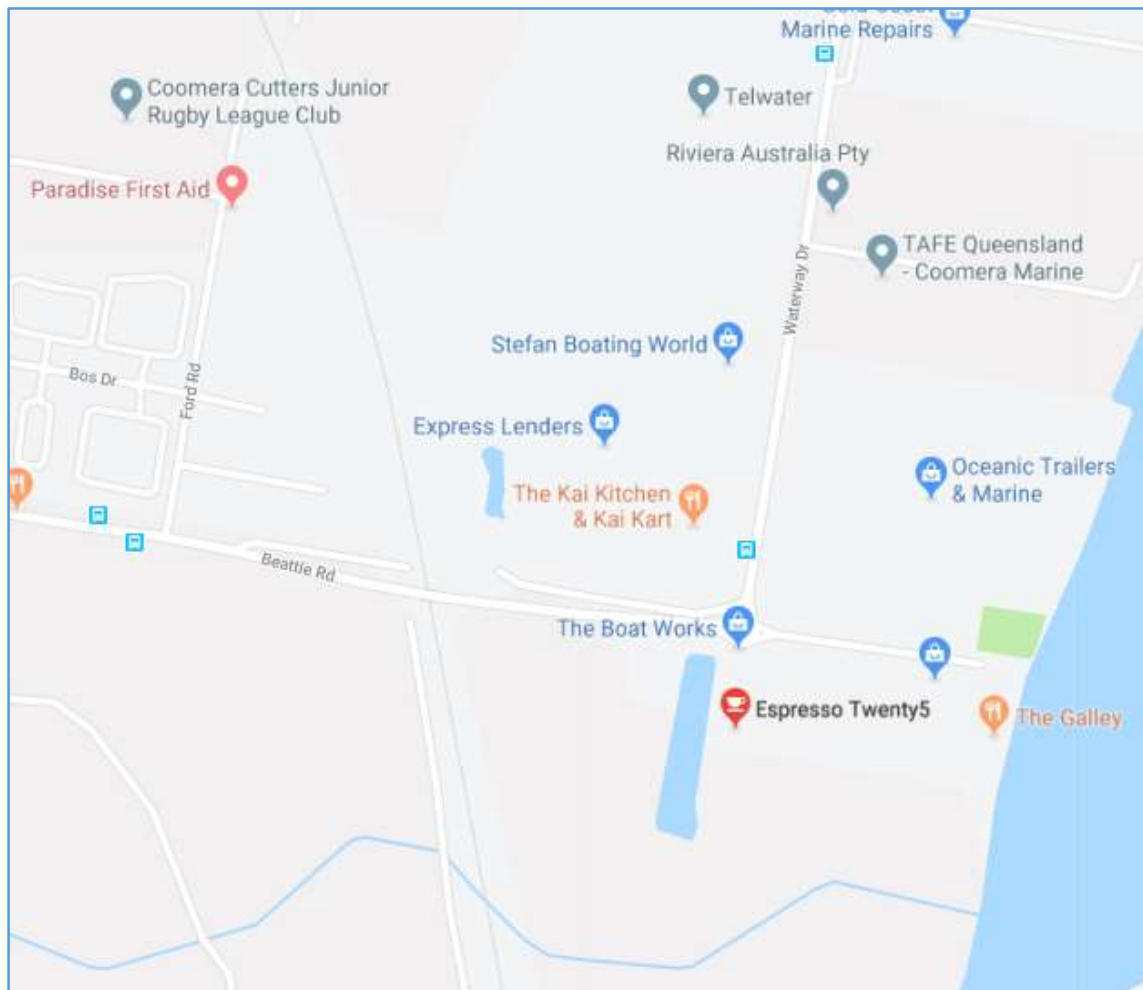 Marine Repairs
Coomera Cutters Junior
Rugby League Club
Telwater
Riviera Australia Pty
Paradise First Aid
TAFE Queensland
- Coomera Marine
Waterway Dr
Stefan Boating World
Bos Dr
Ford Rd
Express Lenders
Oceanic Trailers
& Marine
The Kai Kitchen
& Kai Kart
Beattie Rd
The Boat Works
Espresso Twenty5
The Galley